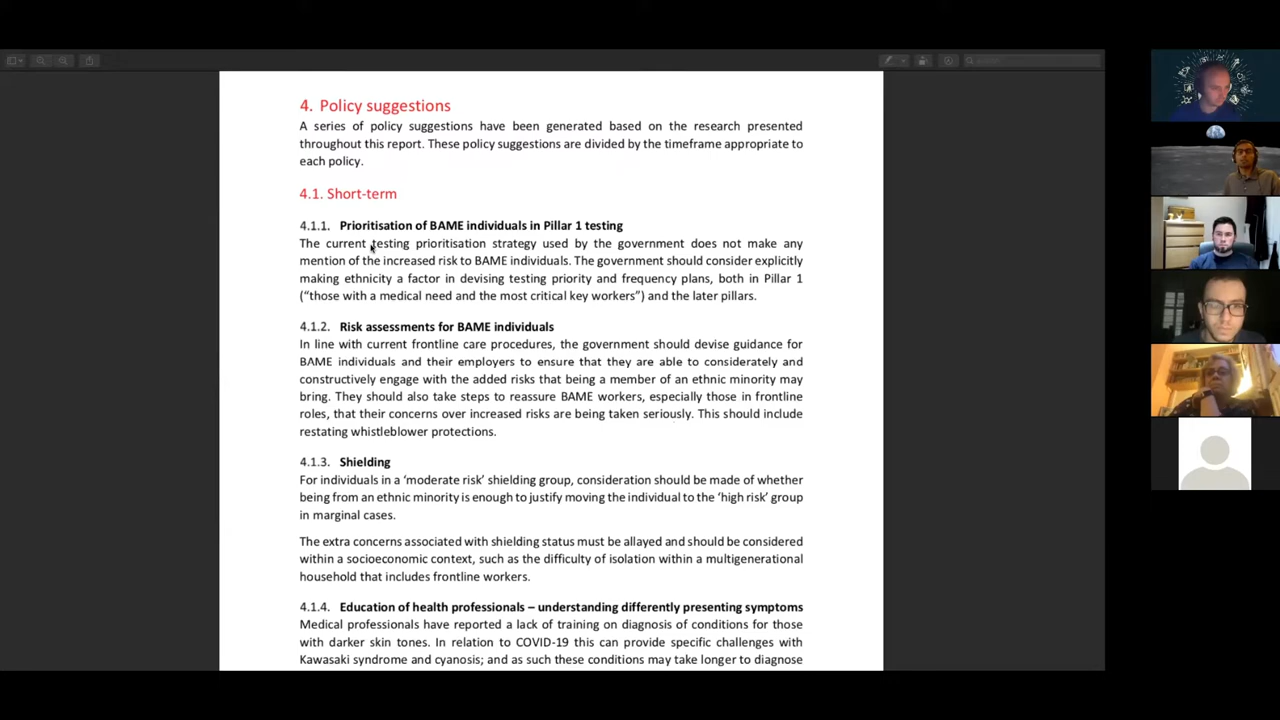 4. Policy suggestions
A series of policy suggestions have been generated based on the research presented
throughout this report. These policy suggestions are divided by the timeframe appropriate to
each policy.
4.1. Short-term
4.1.1. Prioritisation of BAME individuals in Pillar 1 testing
The current testing prioritisation strategy used by the government does not make any
mention of the increased risk to BAME individuals. The government should consider explicitly
making ethnicity a factor in devising testing priority and frequency plans, both in Pillar 1
(“those with a medical need and the most critical key workers”) and the later pillars.
4.1.2. Risk assessments for BAME individuals
In line with current frontline care procedures, the government should devise guidance for
BAME individuals and their employers to ensure that they are able to considerately and
constructively engage with the added risks that being a member of an ethnic minority may
bring. They should also take steps to reassure BAME workers, especially those in frontline
roles, that their concerns over increased risks are being taken seriously. This should include
restating whistleblower protections.
4.1.3. Shielding
For individuals in a ‘moderate risk’ shielding group, consideration should be made of whether
being from an ethnic minority is enough to justify moving the individual to the ‘high risk’ group
in marginal cases.
The extra concerns associated with shielding status must be allayed and should be considered
within a socioeconomic context, such as the difficulty of isolation within a multigenerational
household that includes frontline workers.
4.1.4. Education of health professionals – understanding differently presenting symptoms
Medical professionals have reported a lack of training on diagnosis of conditions for those
with darker skin tones. In relation to COVID-19 this can provide specific challenges with
Kawasaki syndrome and cyanosis; and as such these conditions may take longer to diagnose